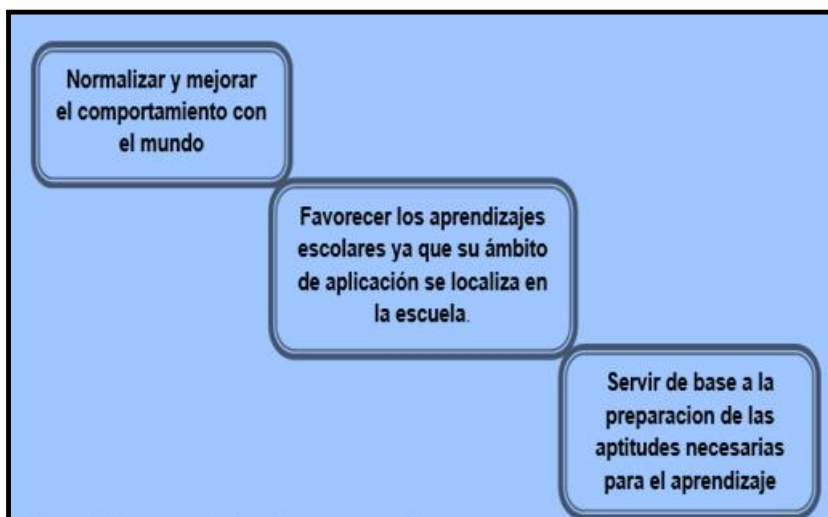 Normalizar y mejorar
el comportamiento con
el mundo
Favorecer los aprendizajes
escolares ya que su ámbito
de aplicación se localiza en
la escuela.
Servir de base a la
preparacion de las
aptitudes necesarias
para el aprendizaje